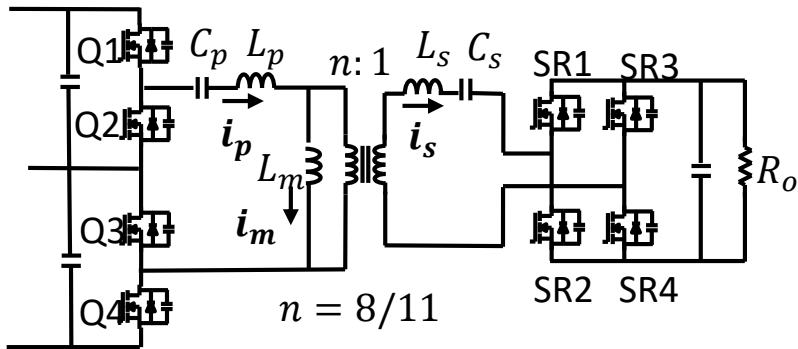 Q1
Q2
Q3
Q4
C_p
L_p
n: 1
L_s
C_s
SR1
SR3
i_p
i_s
L_m
i_m
R_o
SR2
SR4
n = 8/11